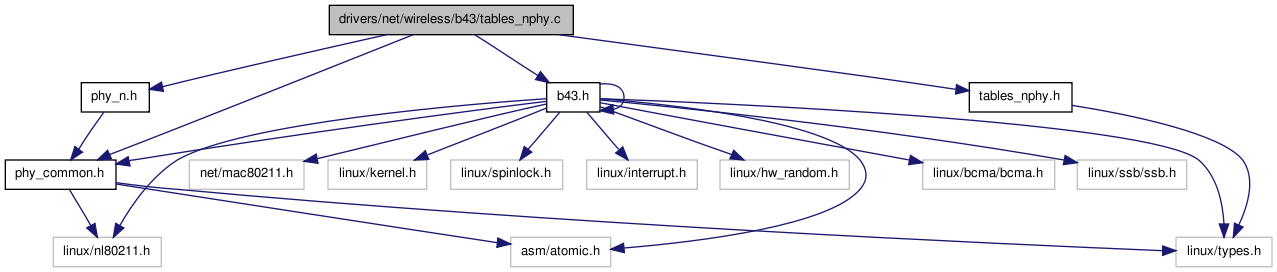 drivers/net/wireless/b43/tables_nphy.c
phy_n.h
b43.h
tables_nphy.h
phy_common.h
net/mac80211.h
linux/kernel.h
linux/spinlock.h
linux/interrupt.h
linux/hw_random.h
linux/bcma/bcma.h
linux/ssb/ssb.h
linux/nl80211.h
asm/atomic.h
linux/types.h